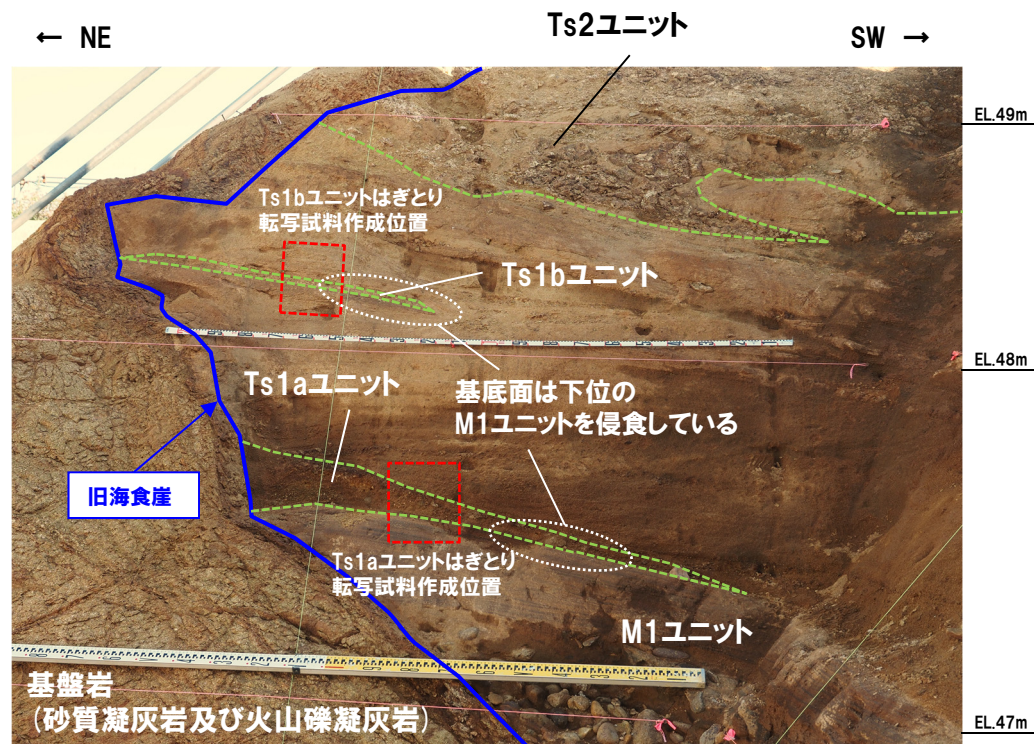 ← NE
Ts2ユニット
SW →
EL.49m
Ts1bユニットはぎとり
転写試料作成位置
Ts1bユニット
EL.48m
Ts1aユニット
基底面は下位の
M1ユニットを侵食している
旧海食崖
Ts1aユニットはぎとり
転写試料作成位置
M1ユニット
基盤岩
(砂質凝灰岩及び火山礫凝灰岩)
EL.47m